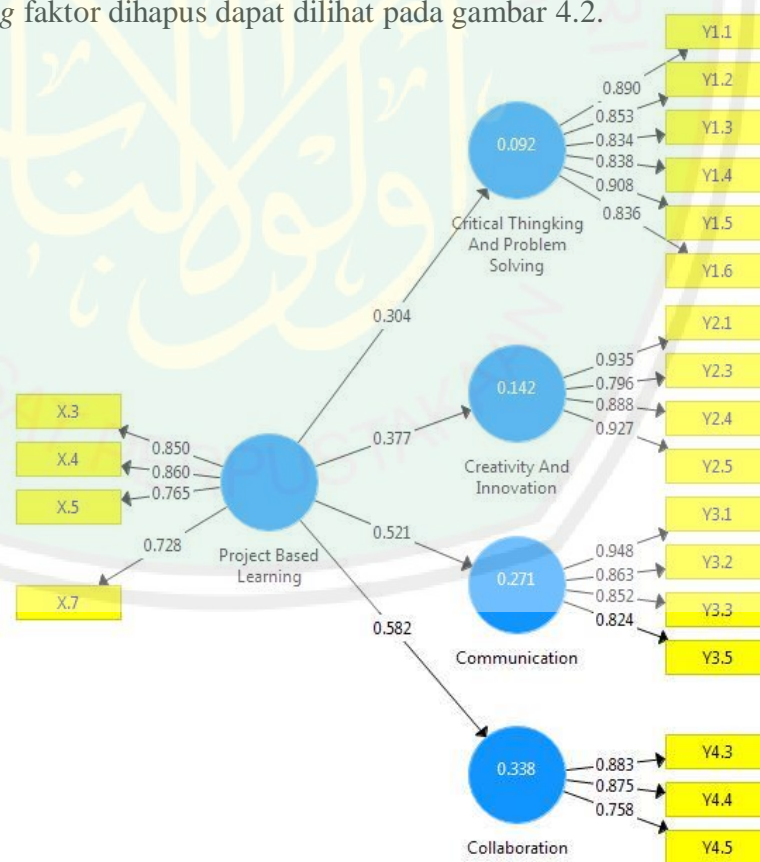 g faktor dihapus dapat dilihat pada gambar 4.2.
Y1.1
Y1.2
Y1.3
Y1.4
Y1.5
Y1.6
0.890
0.853
0.834
0.838
0.908
0.836
0.092
Critical Thingking
And Problem
Solving
0.304
Y2.1
Y2.3
Y2.4
Y2.5
0.935
0.796
0.888
0.927
0.142
Creativity And
Innovation
0.377
X.3
X.4
X.5
X.7
0.850
0.860
0.765
0.728
Project Based
Learning
0.521
Y3.1
Y3.2
Y3.3
Y3.5
0.948
0.863
0.852
0.824
0.271
Communication
0.582
Y4.3
Y4.4
Y4.5
0.883
0.875
0.758
0.338
Collaboration